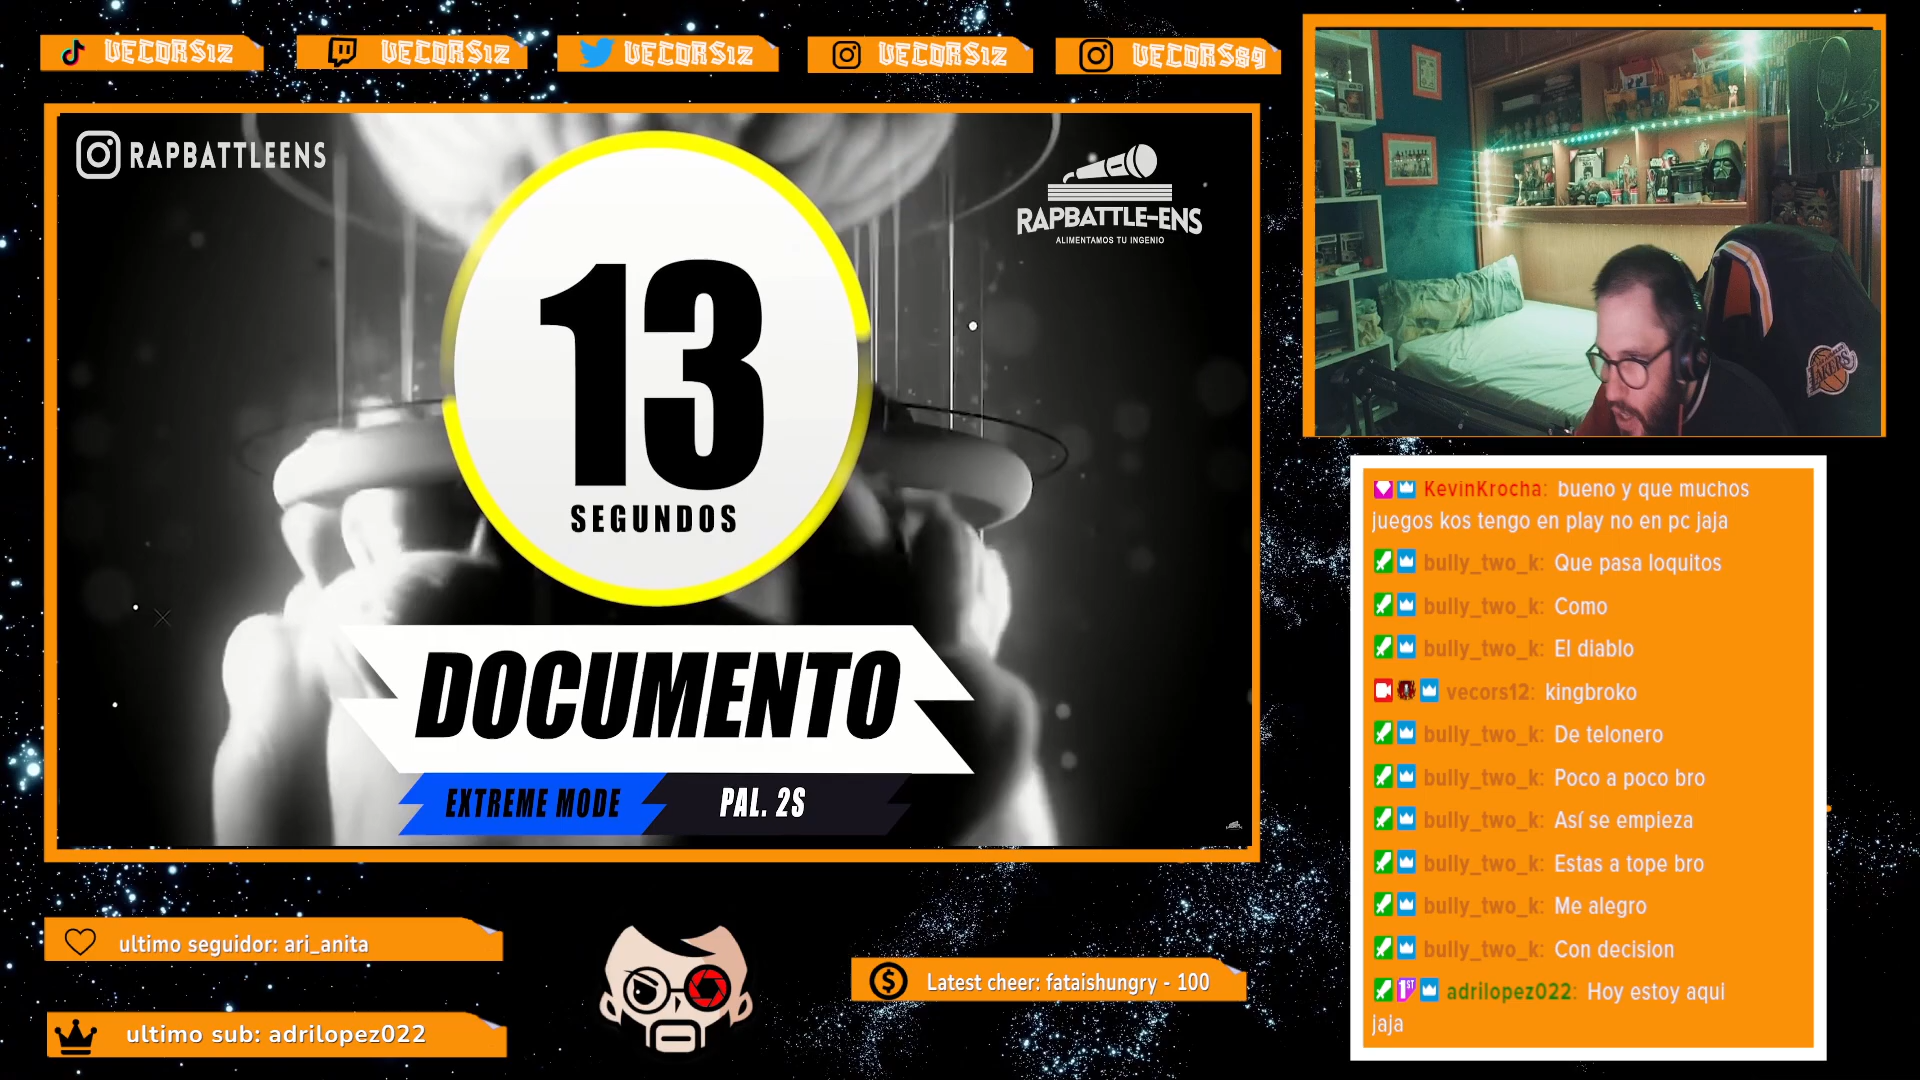 VECORS12
VECORS12
VECORS12
VECORS12
VECORS89
RAPBATTLEENS
RAPBATTLE-ENS
ALIMENTAMOS TU INGENIO
13
SEGUNDOS
DOCUMENTO
EXTREME MODE
PAL. 2S
LAKERS
KevinKrocha: bueno y que muchos
juegos kos tengo en play no en pc jaja
bully_two_k: Que pasa loquitos
bully_two_k: Como
bully_two_k: El diablo
vecors12: kingbroko
bully_two_k: De telonero
bully_two_k: Poco a poco bro
bully_two_k: Así se empieza
bully_two_k: Estas a tope bro
bully_two_k: Me alegro
bully_two_k: Con decision
1ST adrilopez022: Hoy estoy aqui
jaja
ultimo seguidor: ari_anita
ultimo sub: adrilopez022
Latest cheer: fataishungry - 100